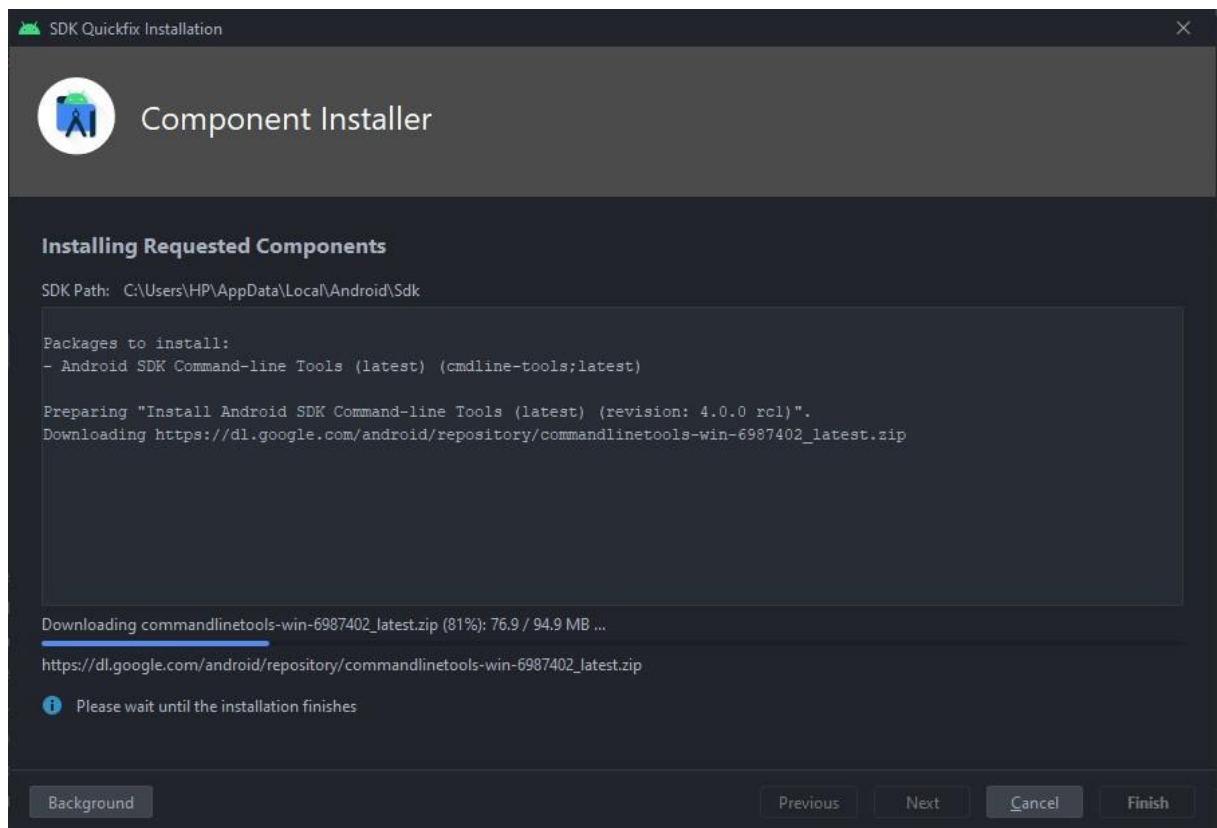 SDK Quickfix Installation
Component Installer
Installing Requested Components
SDK Path: C:\Users\HP\AppData\Local\Android\Sdk
Packages to install:
- Android SDK Command-line Tools (latest) (cmdline-tools;latest)
Preparing "Install Android SDK Command-line Tools (latest) (revision: 4.0.0 rc1)".
Downloading https://dl.google.com/android/repository/commandlinetools-win-6987402_latest.zip
Downloading commandlinetools-win-6987402_latest.zip (81%): 76.9 / 94.9 MB ...
https://dl.google.com/android/repository/commandlinetools-win-6987402_latest.zip
Please wait until the installation finishes
Background Previous Next Cancel Finish